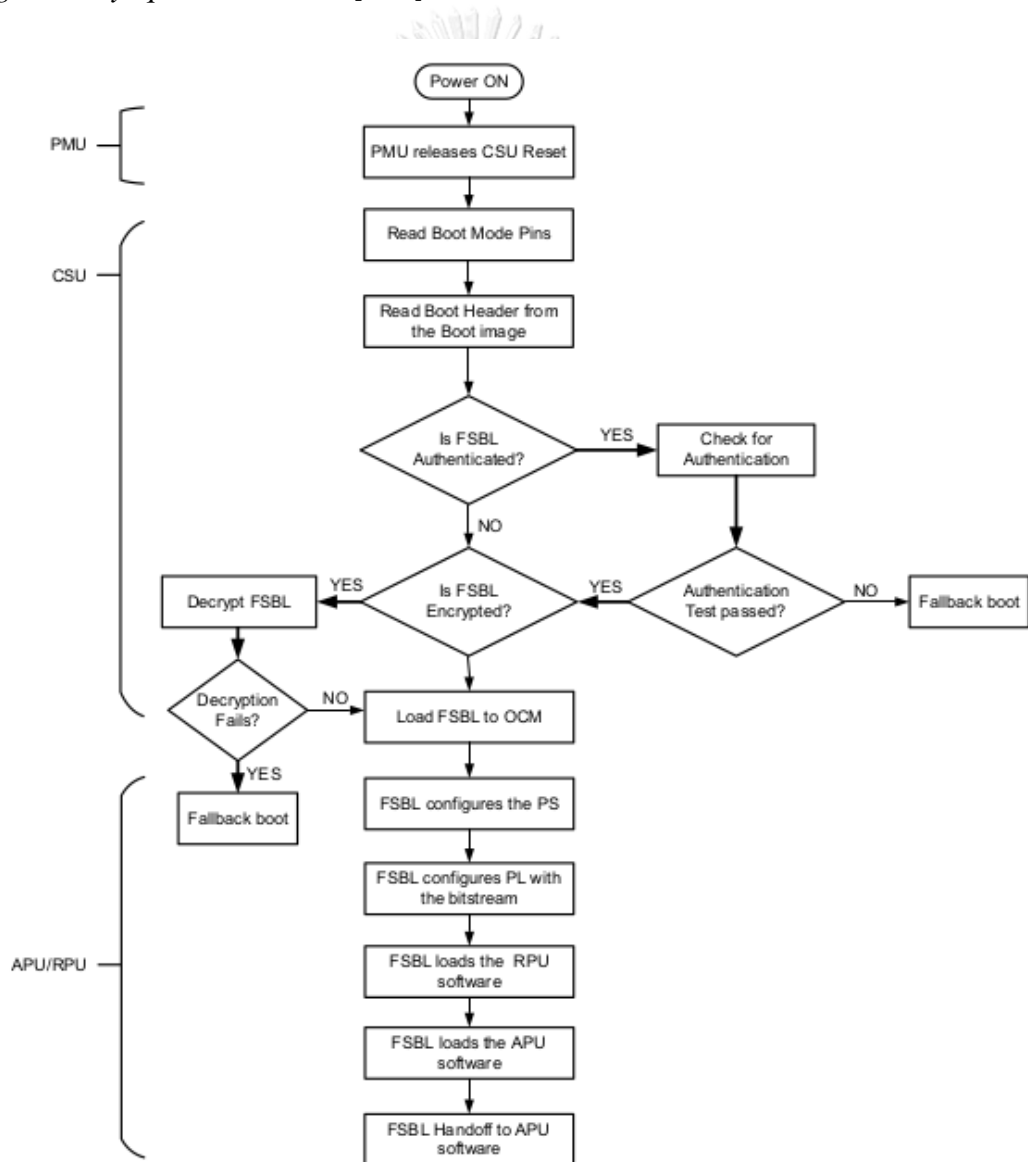 Power ON
PMU
PMU releases CSU Reset
Read Boot Mode Pins
CSU
Read Boot Header from
the Boot image
Is FSBL
Authenticated?
YES
Check for
Authentication
NO
Decrypt FSBL
YES
Is FSBL
Encrypted?
YES
Authentication
Test passed?
NO
Fallback boot
Decryption
Fails?
NO
Load FSBL to OCM
YES
Fallback boot
FSBL configures the PS
FSBL configures PL with
the bitstream
APU/RPU
FSBL loads the RPU
software
FSBL loads the APU
software
FSBL Handoff to APU
software